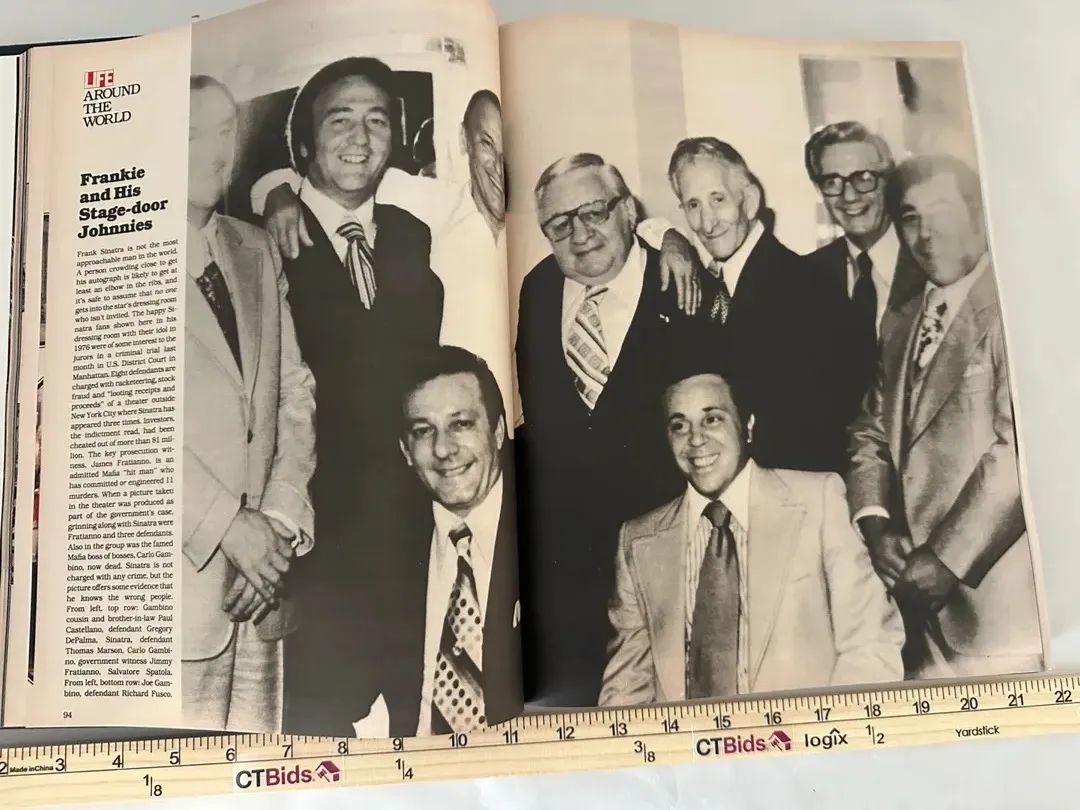 LIFE
AROUND
THE
WORLD
Frankie
and His
Stage-door
Johnnies
Frank Sinatra is not the most
approachable man in the world.
A person crowding close to get
his autograph is likely to get at
least an elbow in the ribs, and
it's safe to assume that no one
gets into the star's dressing room
who isn't invited. The happy Si-
natra fans shown here in his
dressing room with their idol in
1976 were of some interest to the
jurors in a criminal trial last
month in U.S. District Court in
Manhattan. Eight defendants are
charged with racketeering, stock
fraud and "looting receipts and
proceeds" of a theater outside
New York City where Sinatra has
appeared three times. Investors,
the indictment read, had been
cheated out of more than $1 mil-
lion. The key prosecution wit-
ness, James Fratianno, is an
admitted Mafia "hit man" who
has committed or engineered 11
murders. When a picture taken
in the theater was produced as
part of the government's case,
grinning along with Sinatra were
Fratianno and three defendants.
Also in the group was the famed
Mafia boss of bosses, Carlo Gam-
bino, now dead. Sinatra is not
charged with any crime, but the
picture offers some evidence that
he knows the wrong people.
From left, top row: Gambino
cousin and brother-in-law Paul
Castellano, defendant Gregory
DePalma, Sinatra, defendant
Thomas Marson, Carlo Gambi-
no, government witness Jimmy
Fratianno, Salvatore Spatola.
From left, bottom row: Joe Gam-
bino, defendant Richard Fusco.
94
2 Made in China 3 4 5 6 7 8 9 10 11 12 13 14 15 16 17 18 19 20 21 22
1/8 CTBids 1/4 3/8 CTBids logix 1/2 Yardstick